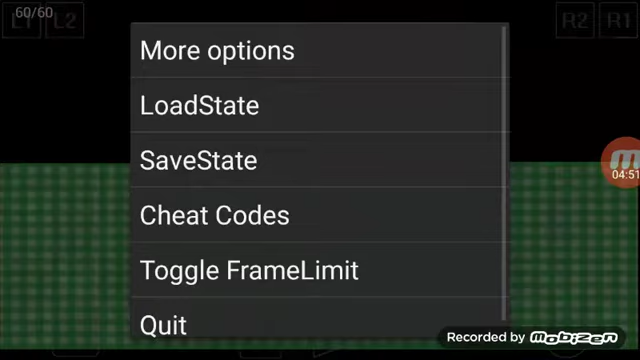 60/60
L1 L2
R2 R1
More options
LoadState
SaveState
04:51
Cheat Codes
Toggle FrameLimit
Quit
Recorded by MOBIZEN